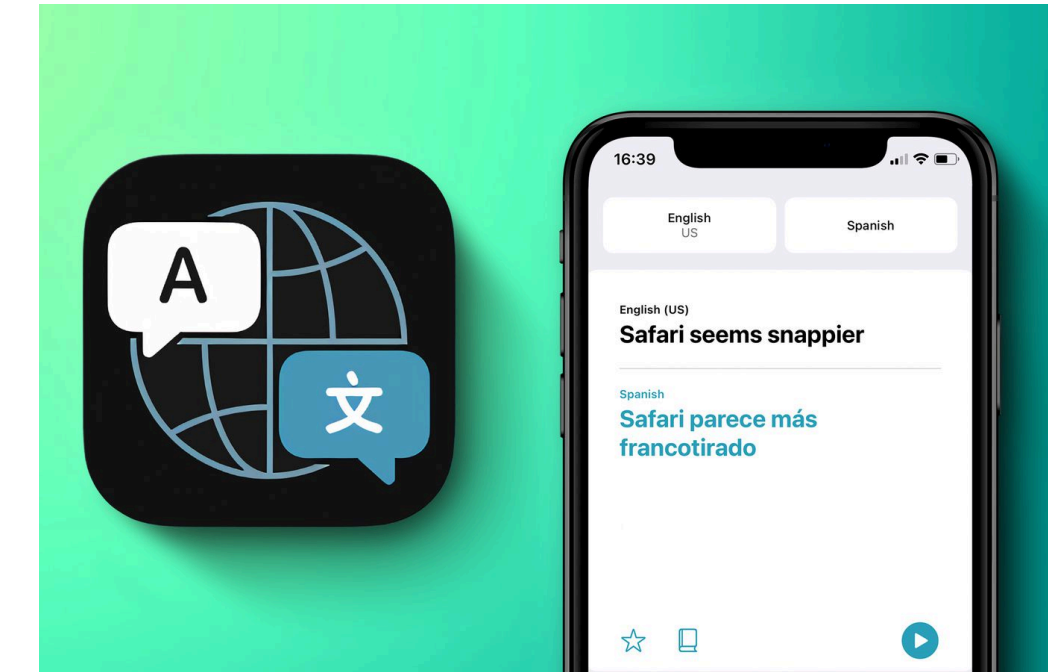 A
文
16:39
English
US
Spanish
English (US)
Safari seems snappier
Spanish
Safari parece más
francotirado